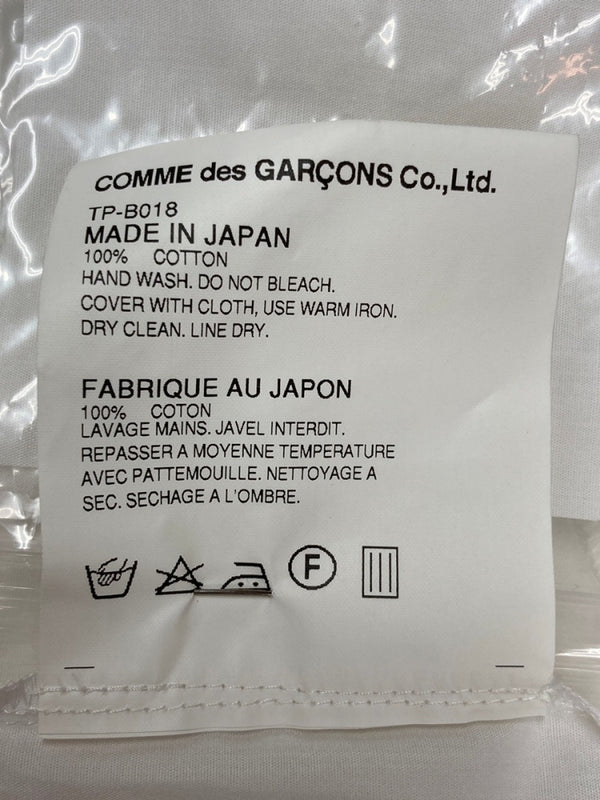 COMME des GARÇONS Co.,Ltd.
TP-B018
MADE IN JAPAN
100% COTTON
HAND WASH. DO NOT BLEACH.
COVER WITH CLOTH, USE WARM IRON.
DRY CLEAN. LINE DRY.
FABRIQUE AU JAPON
100% COTON
LAVAGE MAINS. JAVEL INTERDIT.
REPASSER A MOYENNE TEMPERATURE
AVEC PATTEMOUILLE. NETTOYAGE A
SEC. SECHAGE A L'OMBRE.
F